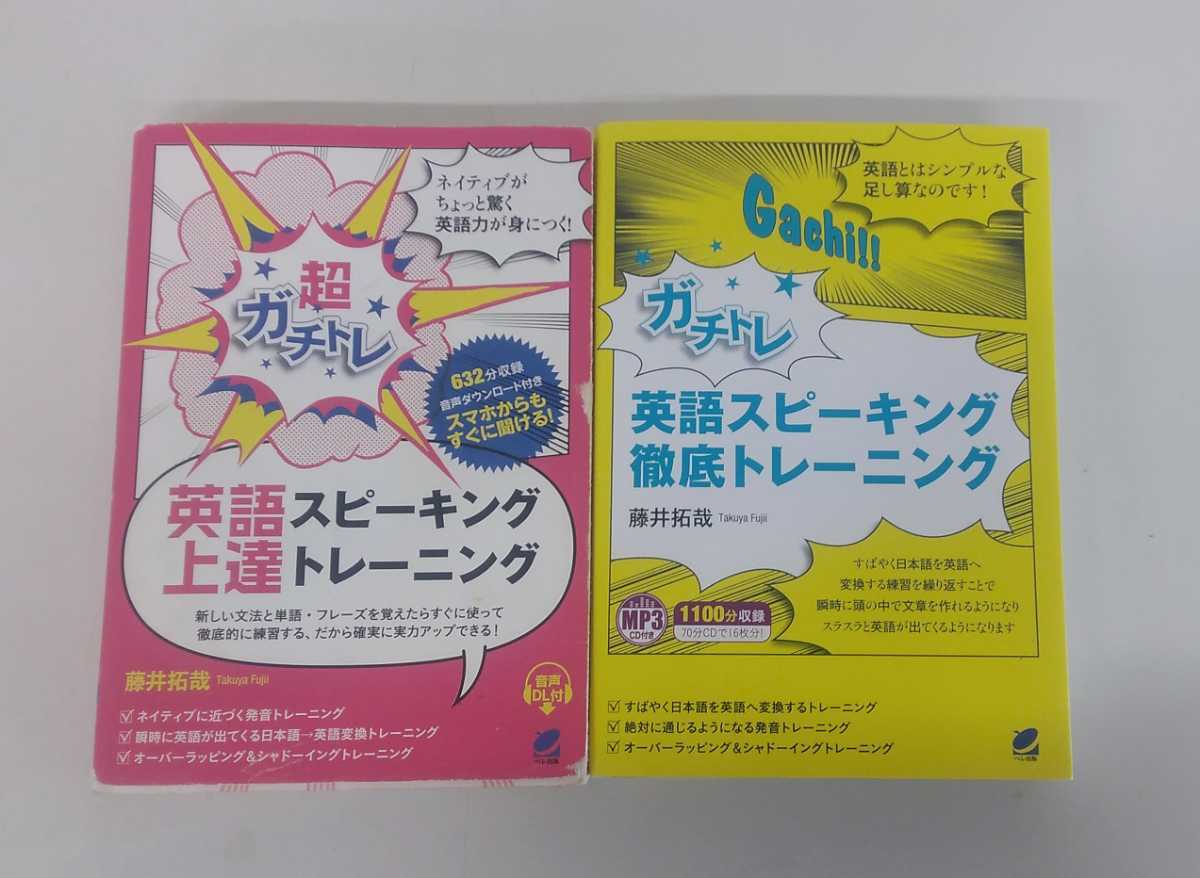 ネイティブが
ちょっと驚く
英語力が身につく!
超
ガチトレ
632分収録
音声ダウンロード付き
スマホからも
すぐに聞ける!
英語スピーキング
上達トレーニング
新しい文法と単語・フレーズを覚えたらすぐに使って
徹底的に練習する、だから確実に実力アップできる!
藤井拓哉 Takuya Fujii
音声
DL付
ネイティブに近づく発音トレーニング
瞬時に英語が出てくる日本語→英語変換トレーニング
オーバーラッピング&シャドーイングトレーニング
ベレ出版
英語とはシンプルな
足し算なのです!
Gachi!!
ガチトレ
英語スピーキング
徹底トレーニング
藤井拓哉 Takuya Fujii
すばやく日本語を英語へ
変換する練習を繰り返すことで
瞬時に頭の中で文章を作れるようになり
スラスラと英語が出てくるようになります
MP3
CD付き
1100分収録
70分CDで16枚分!
すばやく日本語を英語へ変換するトレーニング
絶対に通じるようになる発音トレーニング
オーバーラッピング&シャドーイングトレーニング
ベレ出版